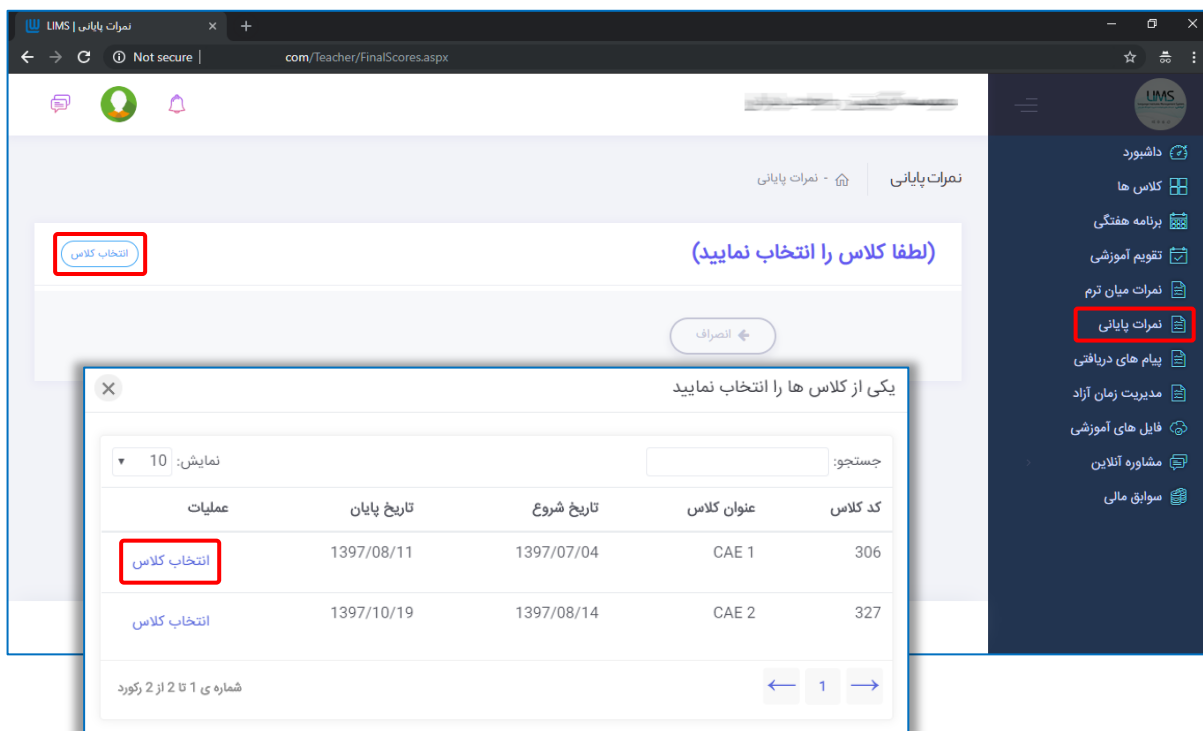 نمرات پایانی | LIMS
Not secure | com/Teacher/FinalScores.aspx
LIMS
داشبورد
کلاس ها
برنامه هفتگی
تقویم آموزشی
نمرات میان ترم
نمرات پایانی
پیام های دریافتی
مدیریت زمان آزاد
فایل های آموزشی
مشاوره آنلاین
سوابق مالی
نمرات پایانی - نمرات پایانی
(لطفا کلاس را انتخاب نمایید) انتخاب کلاس
انصراف
یکی از کلاس ها را انتخاب نمایید
جستجو: نمایش: 10
کد کلاس عنوان کلاس تاریخ شروع تاریخ پایان عملیات
306 CAE 1 1397/07/04 1397/08/11 انتخاب کلاس
327 CAE 2 1397/08/14 1397/10/19 انتخاب کلاس
1
شماره ی 1 تا 2 از 2 رکورد